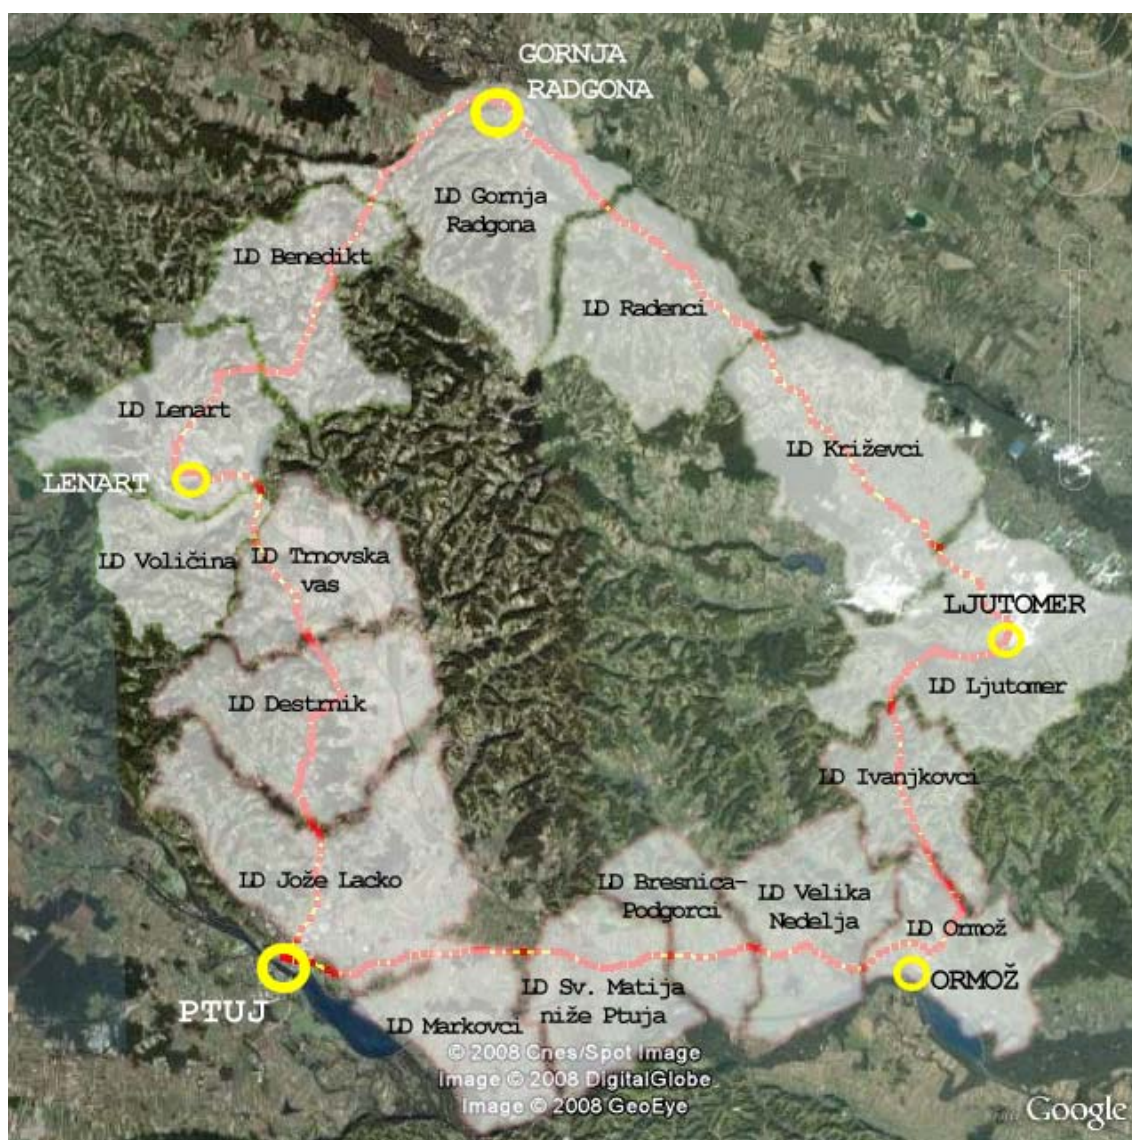 GORNJA
RADGONA
LD Gornja
Radgona
LD Benedikt
LD Radenci
LD Lenart
LD Križevci
LENART
LD Voličina
LD Trnovska
vas
LJUTOMER
LD Ljutomer
LD Destrnik
LD Ivanjkovci
LD Jože Lacko
LD Bresnica-
Podgorci
LD Velika
Nedelja
LD Ormož
ORMOŽ
PTUJ
LD Sv. Matija
niže Ptuja
LD Markovci
© 2008 Cnes/Spot Image
Image © 2008 DigitalGlobe
Image © 2008 GeoEye
Google